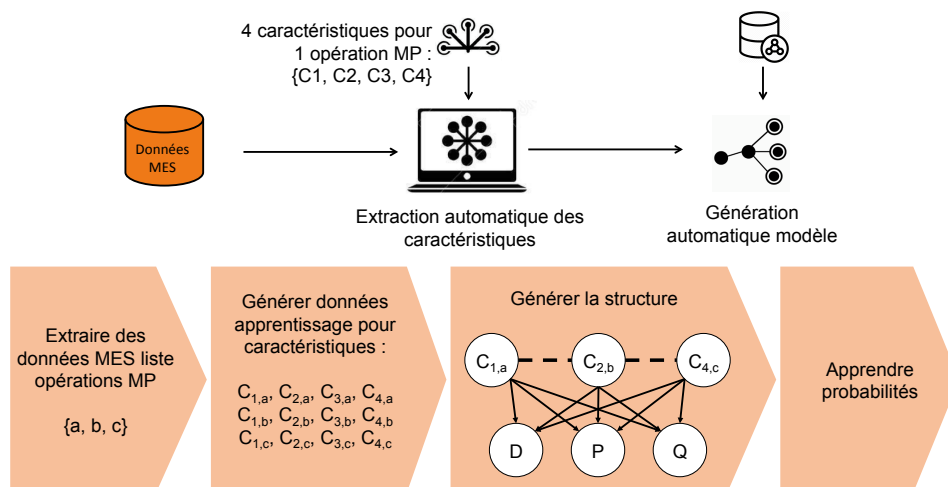 4 caractéristiques pour
1 opération MP :
{C1, C2, C3, C4}
Données
MES
Extraction automatique des
caractéristiques
Génération
automatique modèle
Extraire des
données MES liste
opérations MP
{a, b, c}
Générer données
apprentissage pour
caractéristiques :
C1,a, C2,a, C3,a, C4,a
C1,b, C2,b, C3,b, C4,b
C1,c, C2,c, C3,c, C4,c
Générer la structure
C1,a C2,b C4,c
D P Q
Apprendre
probabilités